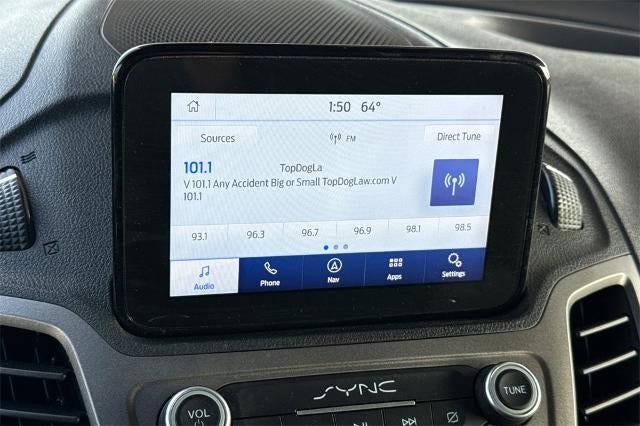 1:50 64°
Sources FM Direct Tune
101.1 TopDogLa
V 101.1 Any Accident Big or Small TopDogLaw.com V
101.1
93.1 96.3 96.7 96.9 98.1 98.5
Audio Phone Nav Apps Settings
SYNC
VOL TUNE